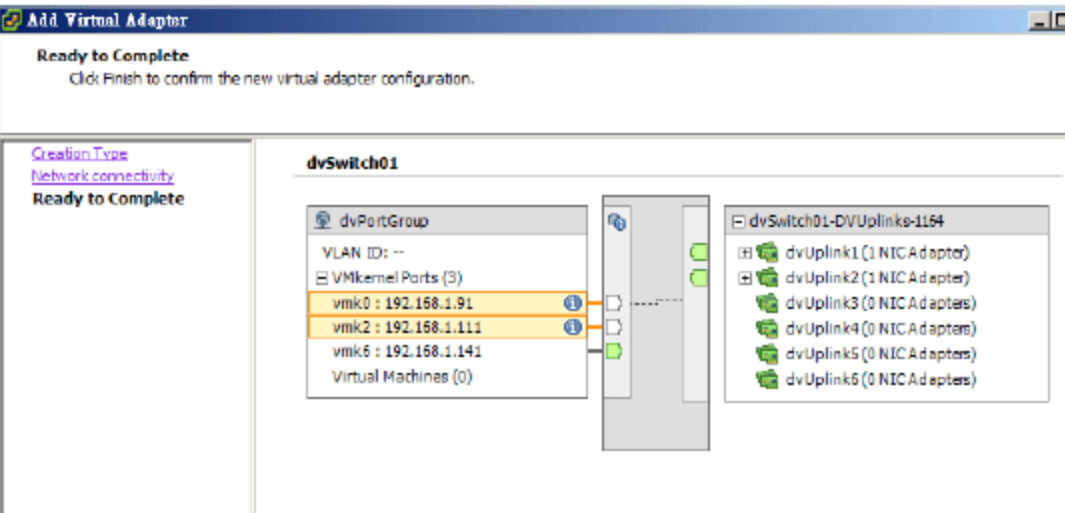 Add Virtual Adapter
Ready to Complete
Click Finish to confirm the new virtual adapter configuration.
Creation Type
Network connectivity
Ready to Complete
dvSwitch01
dvPortGroup
VLAN ID: --
VMkernel Ports (3)
vmk0 : 192.168.1.91
vmk2 : 192.168.1.111
vmk6 : 192.168.1.141
Virtual Machines (0)
dvSwitch01-DVUplinks-1164
dvUplink1 (1 NIC Adapter)
dvUplink2 (1 NIC Adapter)
dvUplink3 (0 NIC Adapters)
dvUplink4 (0 NIC Adapters)
dvUplink5 (0 NIC Adapters)
dvUplink6 (0 NIC Adapters)